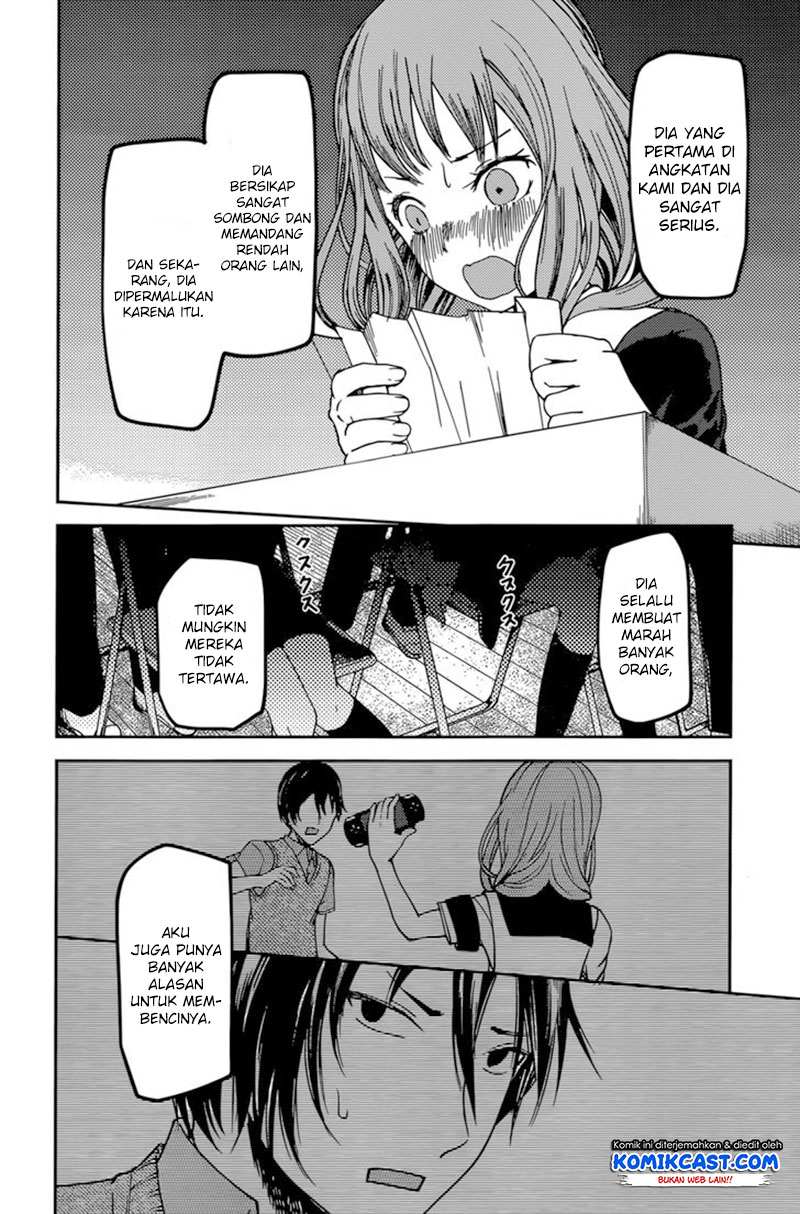 DIA YANG
PERTAMA DI
ANGKATAN
KAMI DAN DIA
SANGAT
SERIUS.
DIA
BERSIKAP
SANGAT
SOMBONG DAN
MEMANDANG
RENDAH
ORANG LAIN,
DAN SEKA-
RANG, DIA
DIPERMALUKAN
KARENA ITU.
DIA
SELALU
MEMBUAT
MARAH
BANYAK
ORANG,
クスクス
クスクス
TIDAK
MUNGKIN
MEREKA
TIDAK
TERTAWA.
AKU
JUGA PUNYA
BANYAK
ALASAN
UNTUK MEM-
BENCINYA.
Komik ini diterjemahkan & diedit oleh
KOMIKCAST.COM
BUKAN WEB LAIN!!